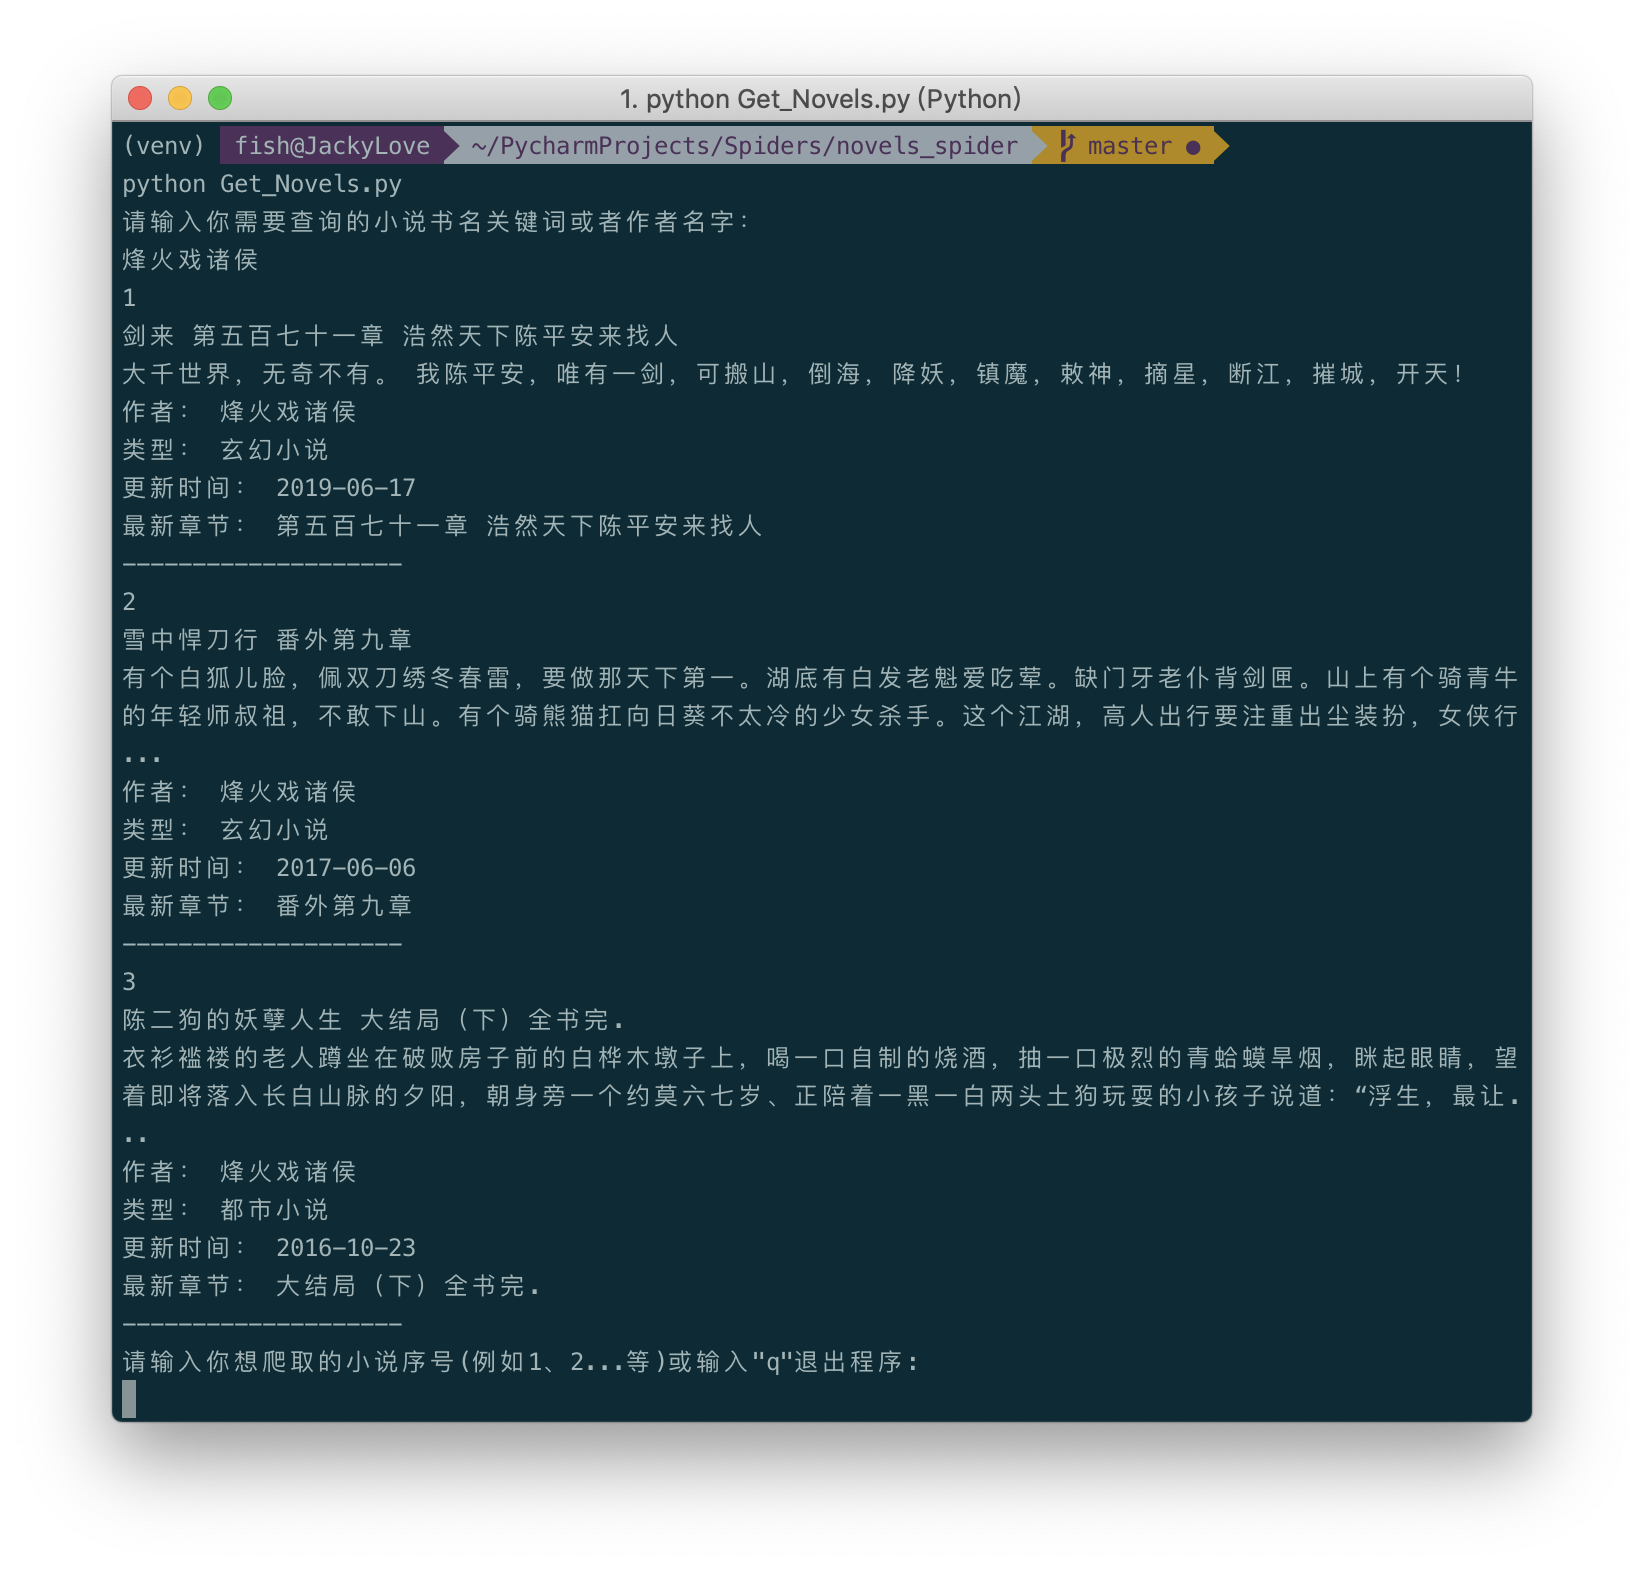 1. python Get_Novels.py (Python)
(venv) fish@JackyLove ~/PycharmProjects/Spiders/novels_spider master ●
python Get_Novels.py
请输入你需要查询的小说书名关键词或者作者名字：
烽火戏诸侯
1
剑来 第五百七十一章 浩然天下陈平安来找人
大千世界，无奇不有。 我陈平安，唯有一剑，可搬山，倒海，降妖，镇魔，敕神，摘星，断江，摧城，开天！
作者： 烽火戏诸侯
类型： 玄幻小说
更新时间： 2019-06-17
最新章节： 第五百七十一章 浩然天下陈平安来找人
--------------------
2
雪中悍刀行 番外第九章
有个白狐儿脸，佩双刀绣冬春雷，要做那天下第一。湖底有白发老魁爱吃荤。缺门牙老仆背剑匣。山上有个骑青牛
的年轻师叔祖，不敢下山。有个骑熊猫扛向日葵不太冷的少女杀手。这个江湖，高人出行要注重出尘装扮，女侠行
...
作者： 烽火戏诸侯
类型： 玄幻小说
更新时间： 2017-06-06
最新章节： 番外第九章
--------------------
3
陈二狗的妖孽人生 大结局（下）全书完.
衣衫褴褛的老人蹲坐在破败房子前的白桦木墩子上，喝一口自制的烧酒，抽一口极烈的青蛤蟆旱烟，眯起眼睛，望
着即将落入长白山脉的夕阳，朝身旁一个约莫六七岁、正陪着一黑一白两头土狗玩耍的小孩子说道：“浮生，最让.
..
作者： 烽火戏诸侯
类型： 都市小说
更新时间： 2016-10-23
最新章节： 大结局（下）全书完.
--------------------
请输入你想爬取的小说序号(例如1、2...等)或输入"q"退出程序: